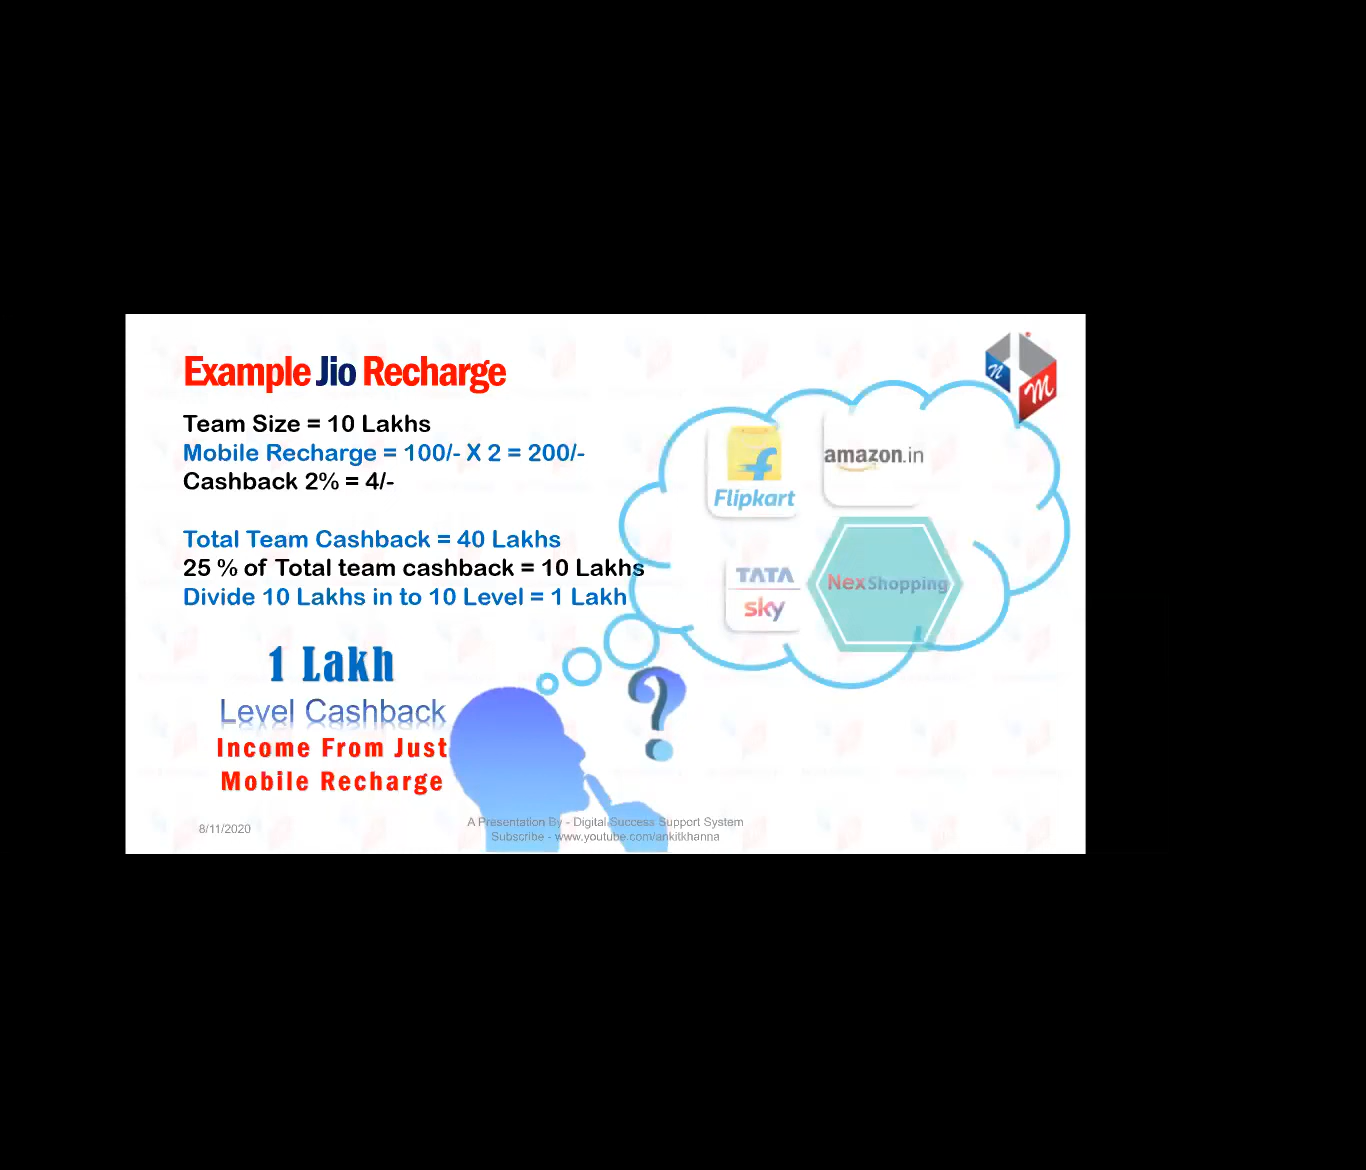 Example Jio Recharge
Team Size = 10 Lakhs
Mobile Recharge = 100/- X 2 = 200/-
Cashback 2% = 4/-
Total Team Cashback = 40 Lakhs
25 % of Total team cashback = 10 Lakhs
Divide 10 Lakhs in to 10 Level = 1 Lakh
1 Lakh
Level Cashback
Income From Just
Mobile Recharge
n
m
Flipkart
amazon.in
TATA
sky
NexShopping
?
8/11/2020
A Presentation By - Digital Success Support System
Subscribe - www.youtube.com/ankitkhanna